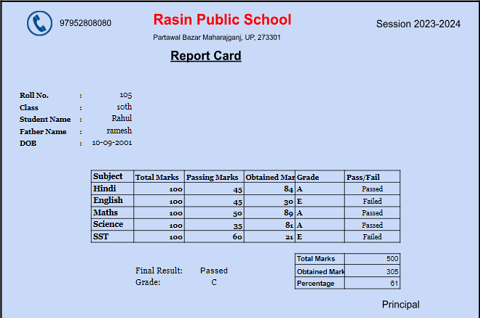 97952808080
Rasin Public School
Session 2023-2024
Partawal Bazar Maharajganj, UP, 273301
Report Card
Roll No. : 105
Class : 10th
Student Name : Rahul
Father Name : ramesh
DOB : 10-09-2001
Subject Total Marks Passing Marks Obtained Mar Grade Pass/Fail
Hindi 100 45 84 A Passed
English 100 45 30 E Failed
Maths 100 50 89 A Passed
Science 100 35 81 A Passed
SST 100 60 21 E Failed
Total Marks 500
Final Result: Passed Obtained Mark 305
Grade: C Percentage 61
Principal